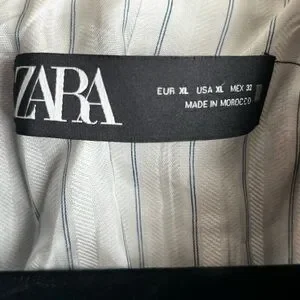 ZARA
EUR XL USA XL MEX 32
MADE IN MOROCCO